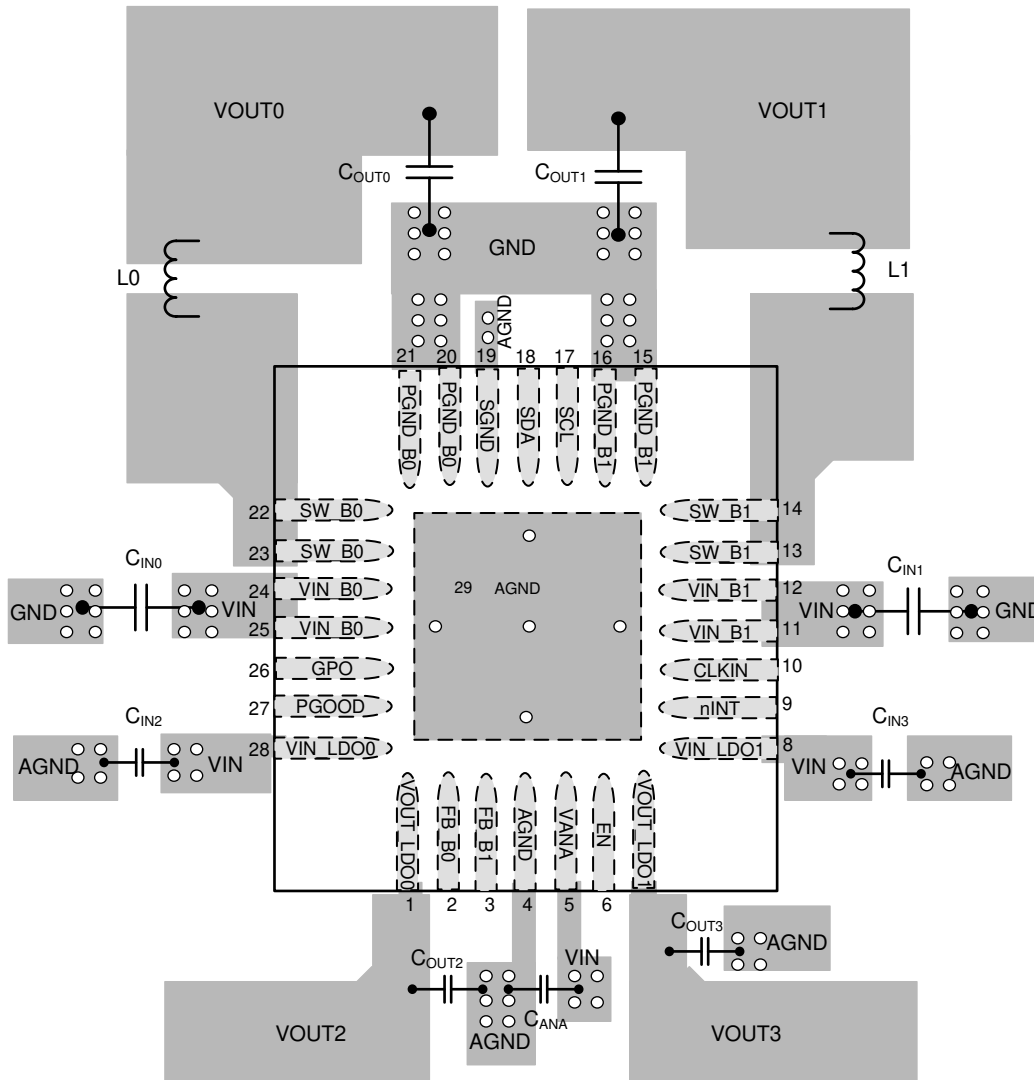 VOUT0
VOUT1
COUT0
COUT1
GND
L0
L1
AGND
21
20
19
18
17
16
15
PGND_B0
PGND_B0
SGND
SDA
SCL
PGND_B1
PGND_B1
22
SW_B0
SW_B1
14
23
SW_B0
SW_B1
13
CIN0
CIN1
24
VIN_B0
VIN_B1
12
29
AGND
GND
VIN
VIN
GND
25
VIN_B0
VIN_B1
11
26
GPO
CLKIN
10
27
PGOOD
nINT
9
CIN2
CIN3
28
VIN_LDO0
VIN_LDO1
8
AGND
VIN
VIN
AGND
VOUT_LDO0
FB_B0
FB_B1
AGND
VANA
EN
VOUT_LDO1
1
2
3
4
5
6
COUT3
AGND
COUT2
VIN
CANA
VOUT2
AGND
VOUT3